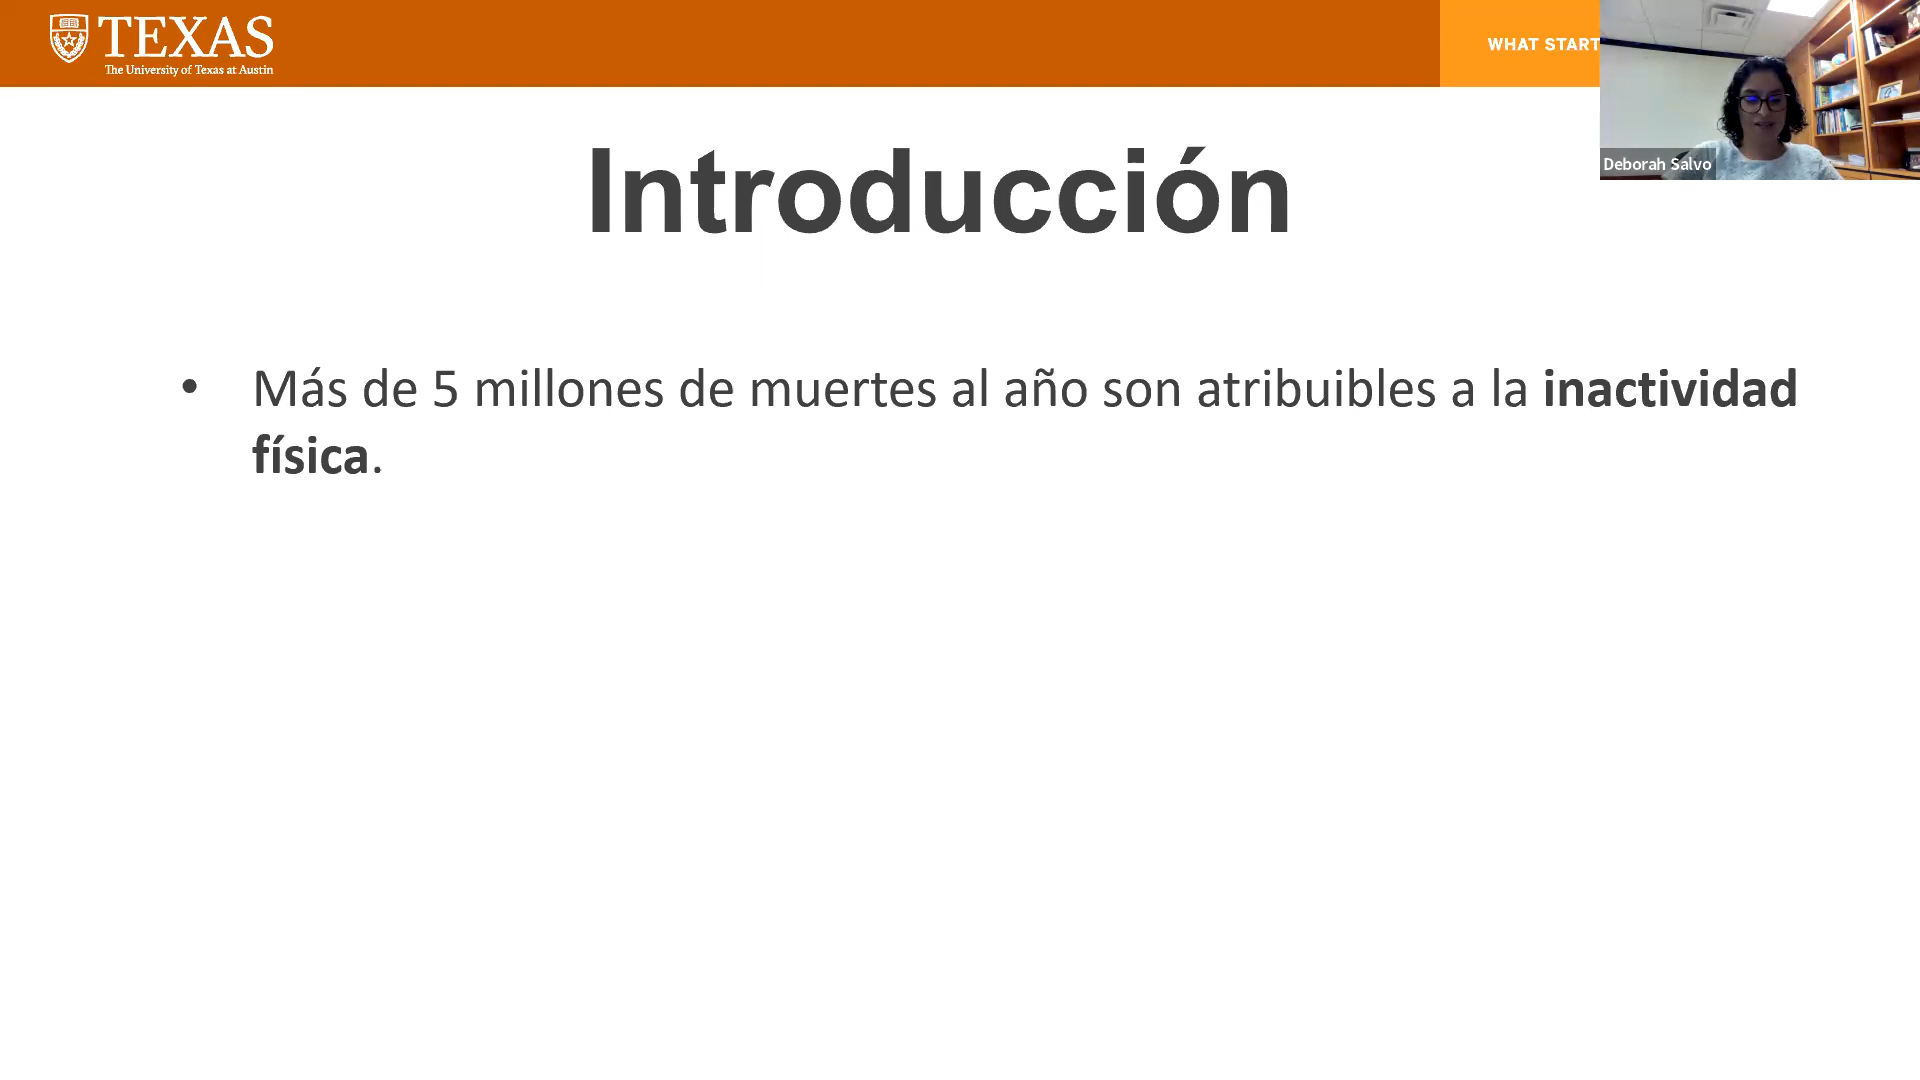 TEXAS
The University of Texas at Austin
WHAT START
Deborah Salvo
Introducción
• Más de 5 millones de muertes al año son atribuibles a la inactividad
física.